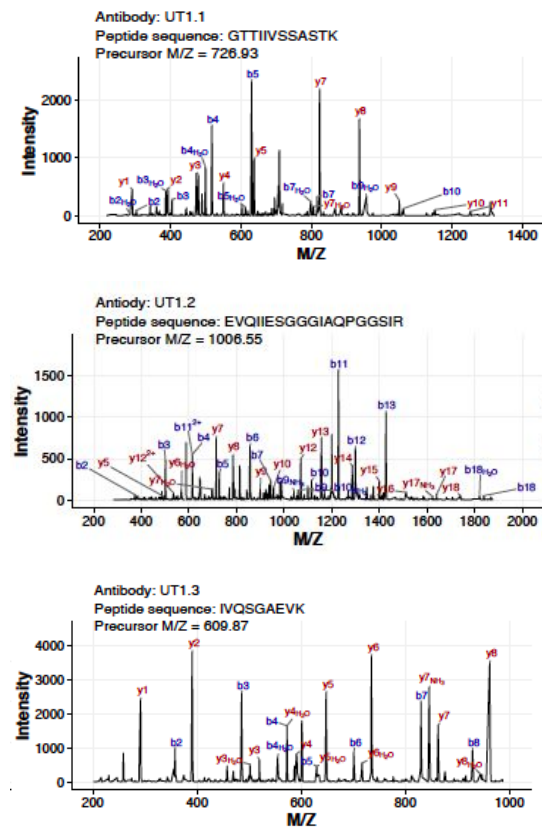 Antibody: UT1.1
Peptide sequence: GTTIIVSSASTK
Precursor M/Z = 726.93
b5
y7
2000
b4
y8
b4H2O
y5
1000
y1
b3H2O
y2
y3
y4
b2H2O
b2
b3
b5H2O
b7H2O
b7
y7H2O
b9H2O
y9
b10
y10
y11
0
200 400 600 800 1000 1200 1400
Intensity
M/Z
Antiody: UT1.2
Peptide sequence: EVQIIESGGGIAQPGGSIR
Precursor M/Z = 1006.55
b11
1500
b13
1000
b11²⁺
y7
y12²⁺
b3
b4
y8
b6
y13
y12
b12
500
y5
y6H2O
b7
y10
y14
b2
y7H2O
b5
y9
b9NH3
b10
b9
y15
y16
y17NH3
y17
y18
b18H2O
b18
0
200 400 600 800 1000 1200 1400 1600 1800 2000
Intensity
M/Z
Antibody: UT1.3
Peptide sequence: IVQSGAEVK
Precursor M/Z = 609.87
4000
y2
y6
y8
3000
y1
b3
y5
y7NH3
b7
2000
b4
y4H2O
y7
1000
b2
y3H2O
y3
b4H2O
y4
b5
y5H2O
b6
y6H2O
b8
y8H2O
0
200 400 600 800 1000
Intensity
M/Z